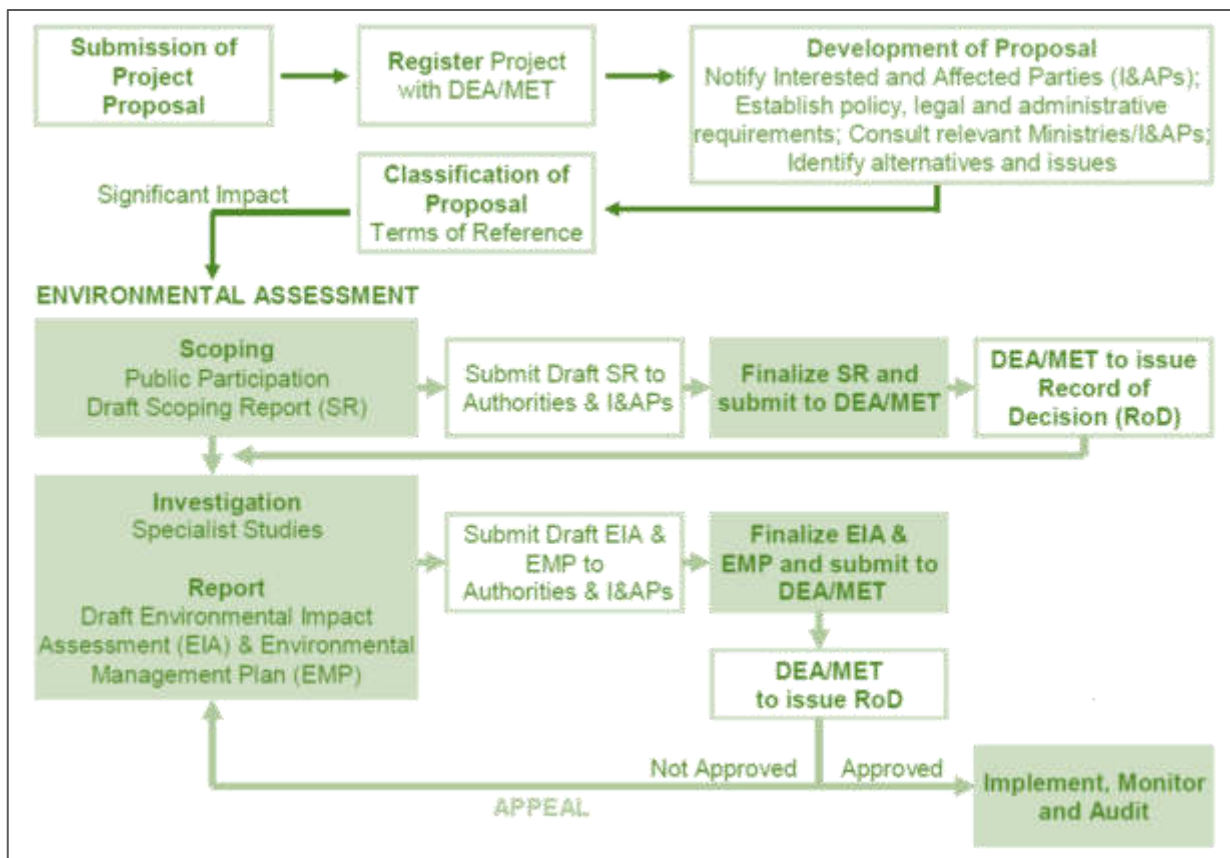 Submission of
Project
Proposal
Register Project
with DEA/MET
Development of Proposal
Notify Interested and Affected Parties (I&APs);
Establish policy, legal and administrative
requirements; Consult relevant Ministries/I&APs;
Identify alternatives and issues
Classification of
Proposal
Terms of Reference
Significant Impact
ENVIRONMENTAL ASSESSMENT
Scoping
Public Participation
Draft Scoping Report (SR)
Submit Draft SR to
Authorities & I&APs
Finalize SR and
submit to DEA/MET
DEA/MET to issue
Record of
Decision (RoD)
Investigation
Specialist Studies
Report
Draft Environmental Impact
Assessment (EIA) & Environmental
Management Plan (EMP)
Submit Draft EIA &
EMP to
Authorities & I&APs
Finalize EIA &
EMP and submit to
DEA/MET
DEA/MET
to issue RoD
Not Approved
Approved
APPEAL
Implement, Monitor
and Audit